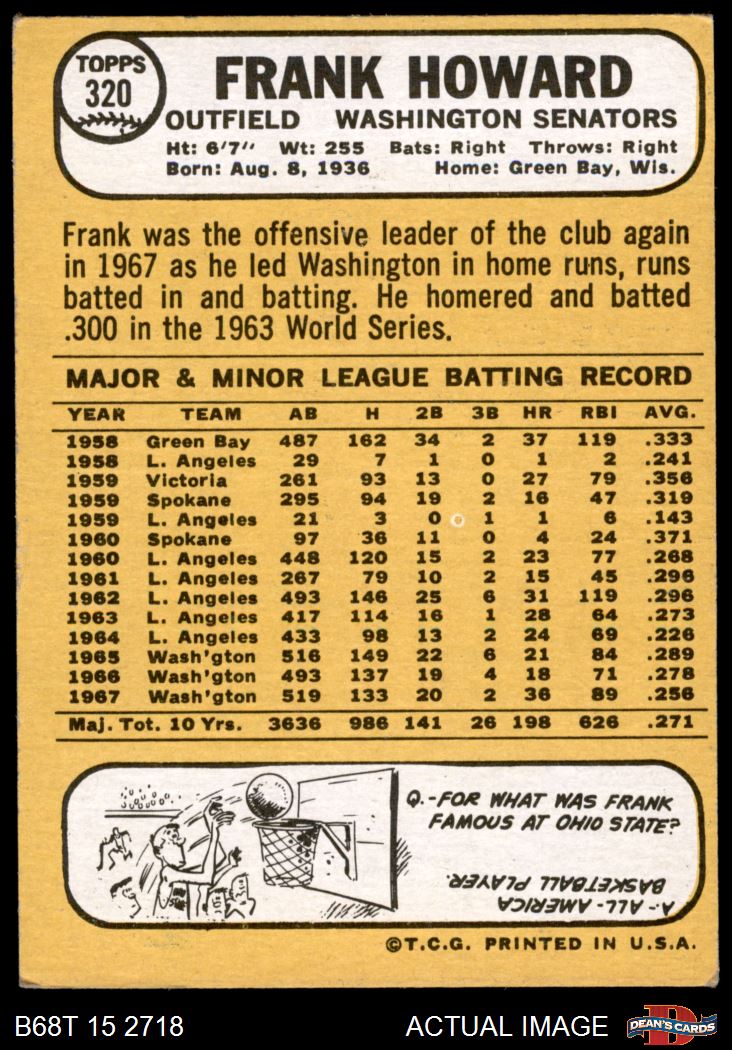 TOPPS
320
FRANK HOWARD
OUTFIELD WASHINGTON SENATORS
Ht: 6'7" Wt: 255 Bats: Right Throws: Right
Born: Aug. 8, 1936 Home: Green Bay, Wis.
Frank was the offensive leader of the club again
in 1967 as he led Washington in home runs, runs
batted in and batting. He homered and batted
.300 in the 1963 World Series.
MAJOR & MINOR LEAGUE BATTING RECORD
YEAR TEAM AB H 2B 3B HR RBI AVG.
1958 Green Bay 487 162 34 2 37 119 .333
1958 L. Angeles 29 7 1 0 1 2 .241
1959 Victoria 261 93 13 0 27 79 .356
1959 Spokane 295 94 19 2 16 47 .319
1959 L. Angeles 21 3 0 1 1 6 .143
1960 Spokane 97 36 11 0 4 24 .371
1960 L. Angeles 448 120 15 2 23 77 .268
1961 L. Angeles 267 79 10 2 15 45 .296
1962 L. Angeles 493 146 25 6 31 119 .296
1963 L. Angeles 417 114 16 1 28 64 .273
1964 L. Angeles 433 98 13 2 24 69 .226
1965 Wash'gton 516 149 22 6 21 84 .289
1966 Wash'gton 493 137 19 4 18 71 .278
1967 Wash'gton 519 133 20 2 36 89 .256
Maj. Tot. 10 Yrs. 3636 986 141 26 198 626 .271
Q.-FOR WHAT WAS FRANK
FAMOUS AT OHIO STATE?
A.- ALL-AMERICA
BASKETBALL PLAYER.
©T.C.G. PRINTED IN U.S.A.
B68T 15 2718 ACTUAL IMAGE DEAN'S CARDS